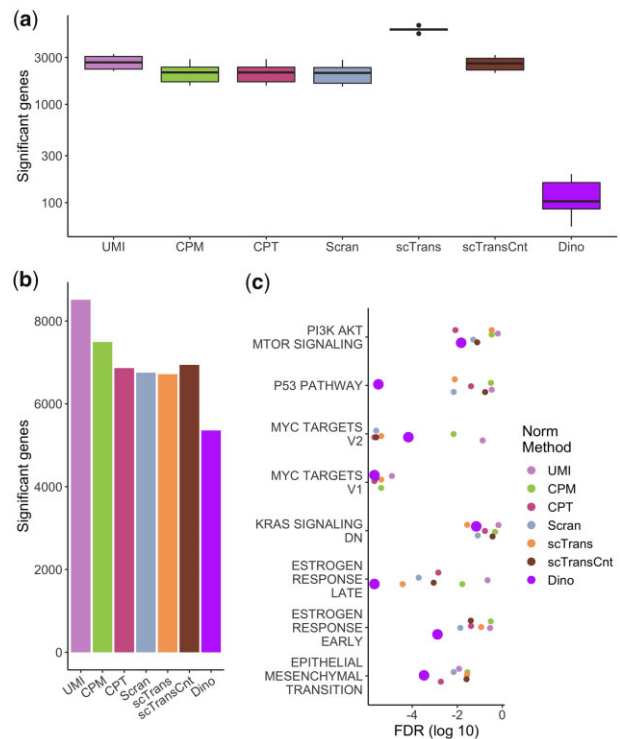 (a)
Significant genes
3000
1000
300
100
UMI CPM CPT Scran scTrans scTransCnt Dino
(b)
Significant genes
8000
6000
4000
2000
0
UMI CPM CPT Scran scTrans scTransCnt Dino
(c)
PI3K AKT
MTOR SIGNALING
P53 PATHWAY
MYC TARGETS
V2
MYC TARGETS
V1
KRAS SIGNALING
DN
ESTROGEN
RESPONSE
LATE
ESTROGEN
RESPONSE
EARLY
EPITHELIAL
MESENCHYMAL
TRANSITION
-4 -2 0
FDR (log 10)
Norm
Method
UMI
CPM
CPT
Scran
scTrans
scTransCnt
Dino